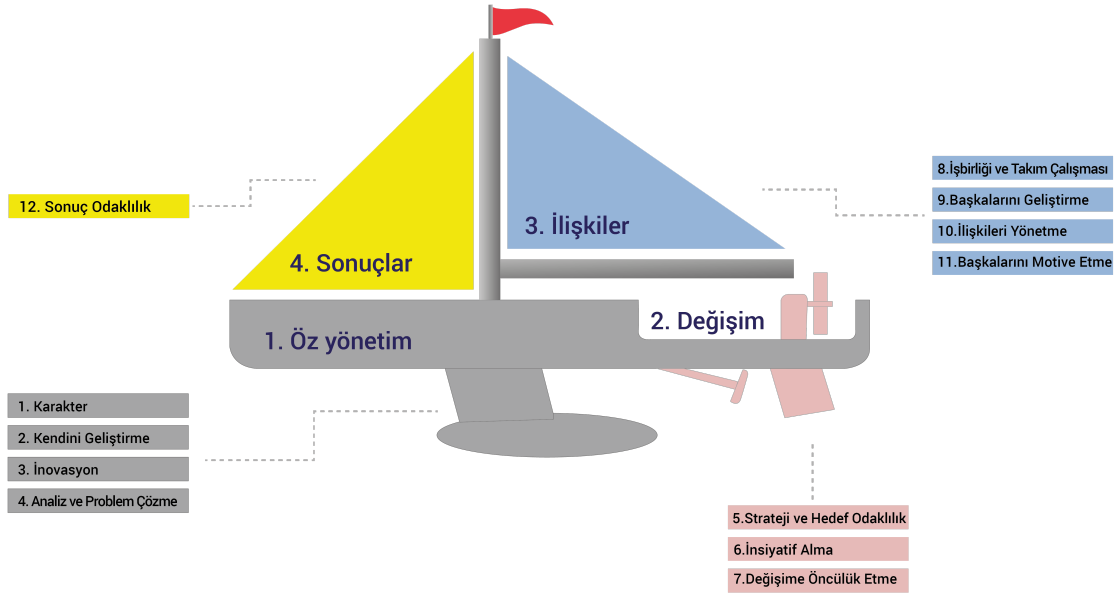 12. Sonuç Odaklılık
4. Sonuçlar
3. İlişkiler
8.İşbirliği ve Takım Çalışması
9.Başkalarını Geliştirme
10.İlişkileri Yönetme
11.Başkalarını Motive Etme
1. Öz yönetim
2. Değişim
1. Karakter
2. Kendini Geliştirme
3. İnovasyon
4. Analiz ve Problem Çözme
5.Strateji ve Hedef Odaklılık
6.İnsiyatif Alma
7.Değişime Öncülük Etme